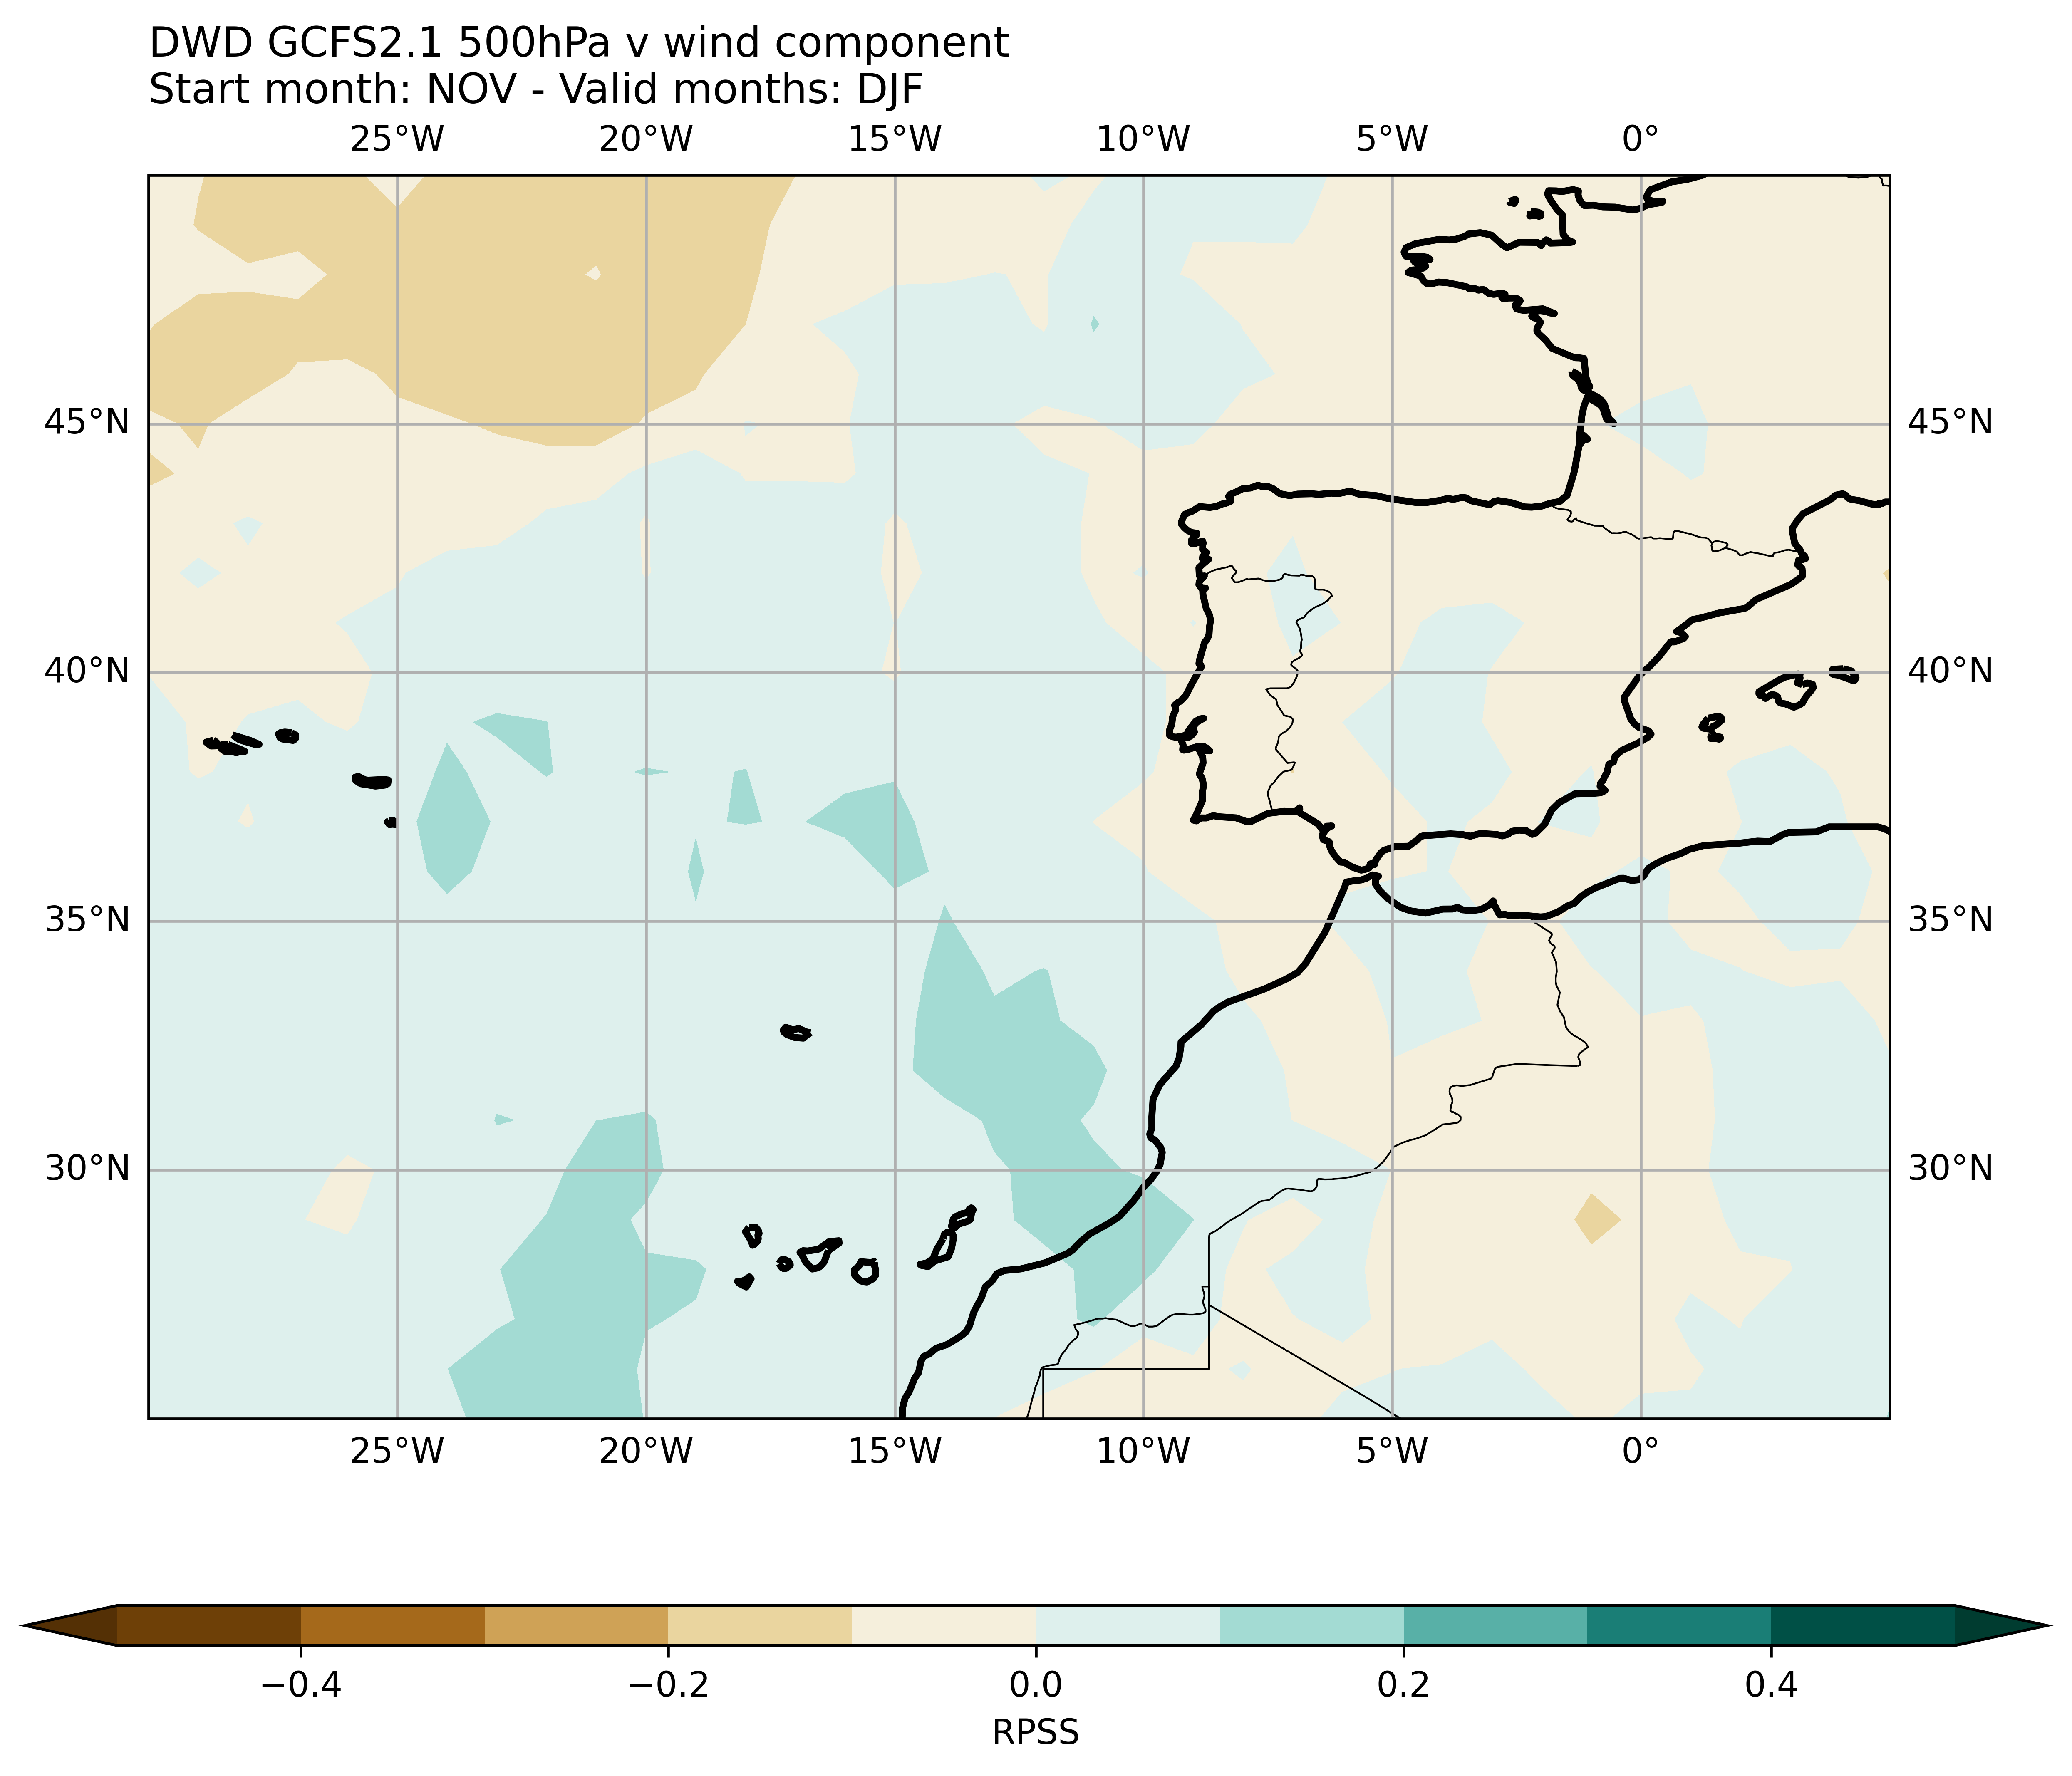 DWD GCFS2.1 500hPa v wind component
Start month: NOV - Valid months: DJF
25°W 20°W 15°W 10°W 5°W 0°
45°N 45°N
40°N 40°N
35°N 35°N
30°N 30°N
25°W 20°W 15°W 10°W 5°W 0°
−0.4 −0.2 0.0 0.2 0.4
RPSS